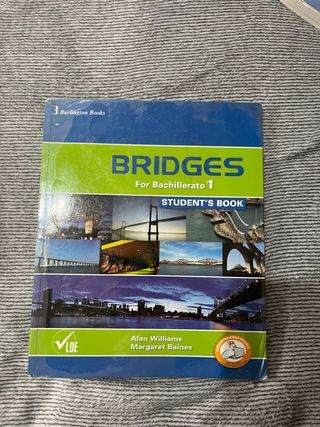 Burlington Books
BRIDGES
For Bachillerato 1
STUDENT'S BOOK
LOE
Alan Williams
Margaret Baines